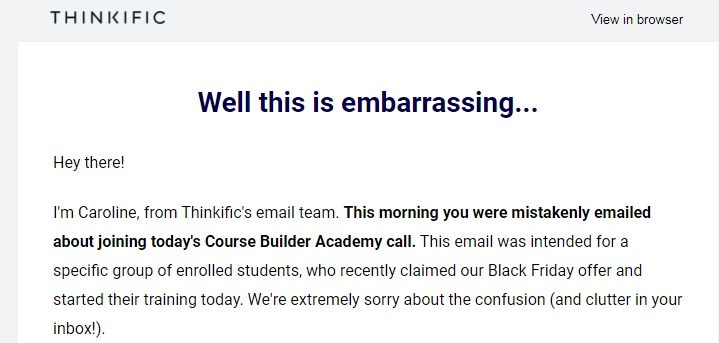 THINKIFIC
View in browser
Well this is embarrassing...
Hey there!
I'm Caroline, from Thinkific's email team. This morning you were mistakenly emailed
about joining today's Course Builder Academy call. This email was intended for a
specific group of enrolled students, who recently claimed our Black Friday offer and
started their training today. We're extremely sorry about the confusion (and clutter in your
inbox!).